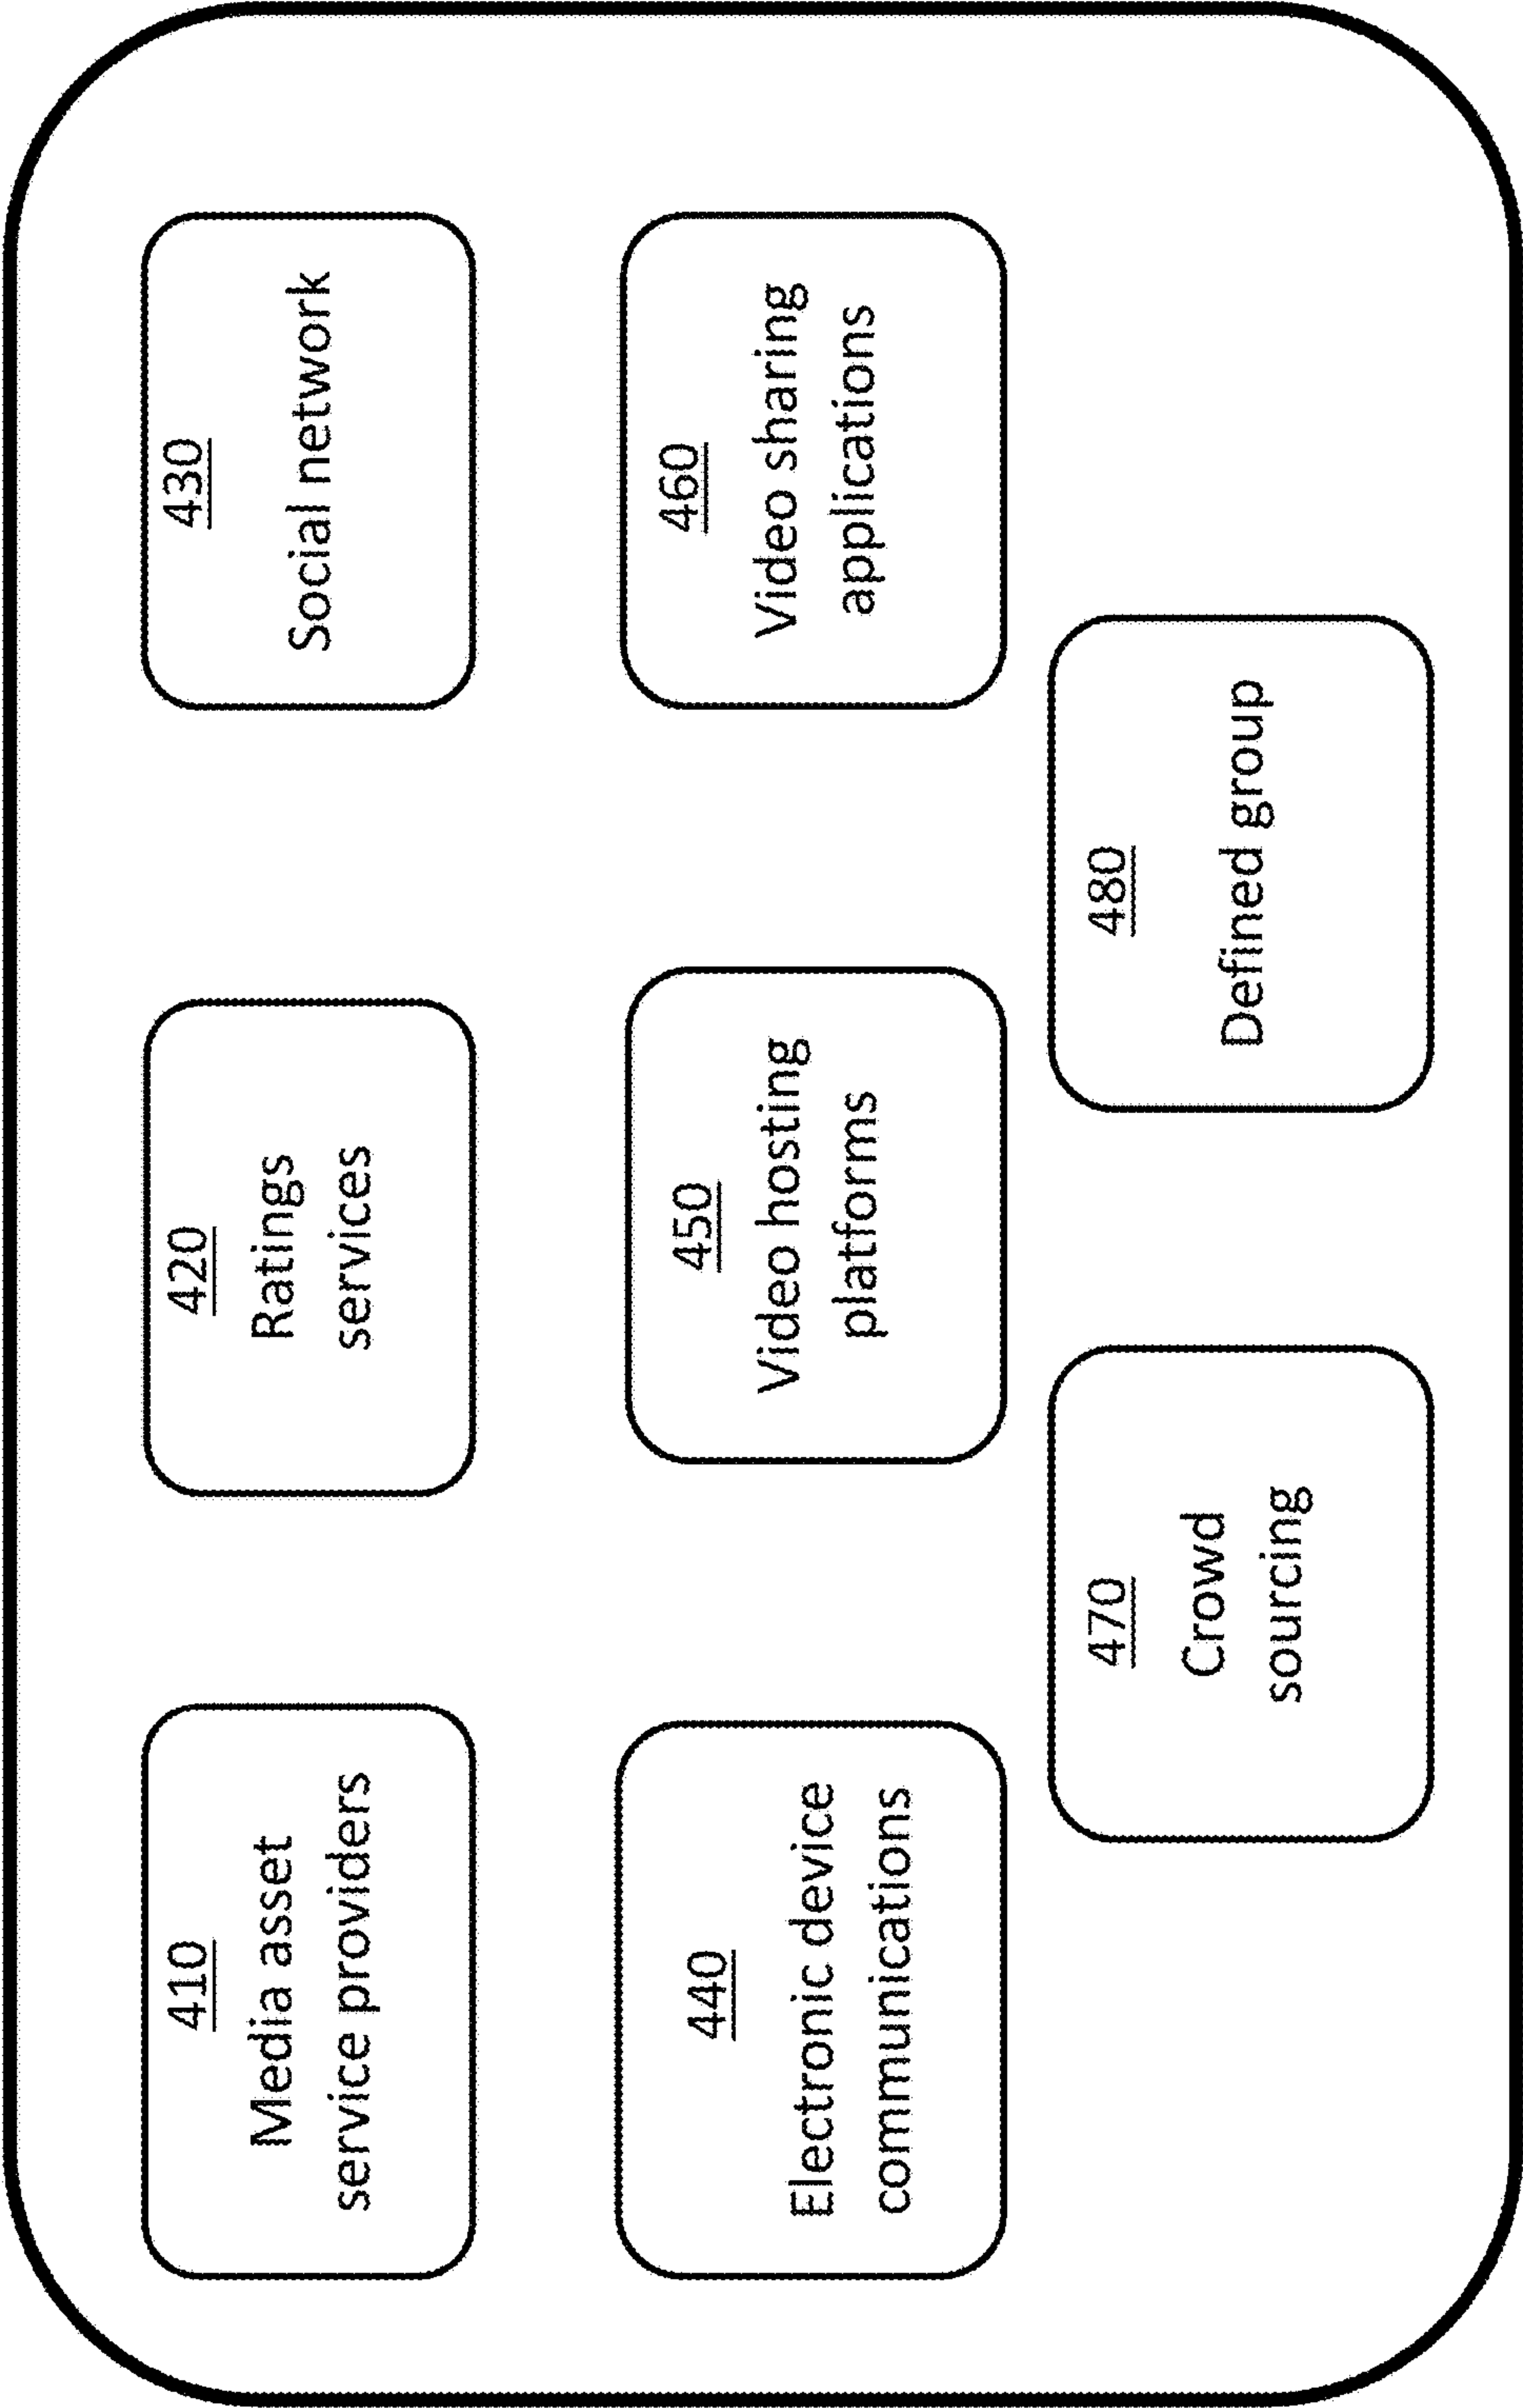 410
Media asset
service providers
420
Ratings
services
430
Social network
440
Electronic device
communications
450
Video hosting
platforms
460
Video sharing
applications
470
Crowd
sourcing
480
Defined group